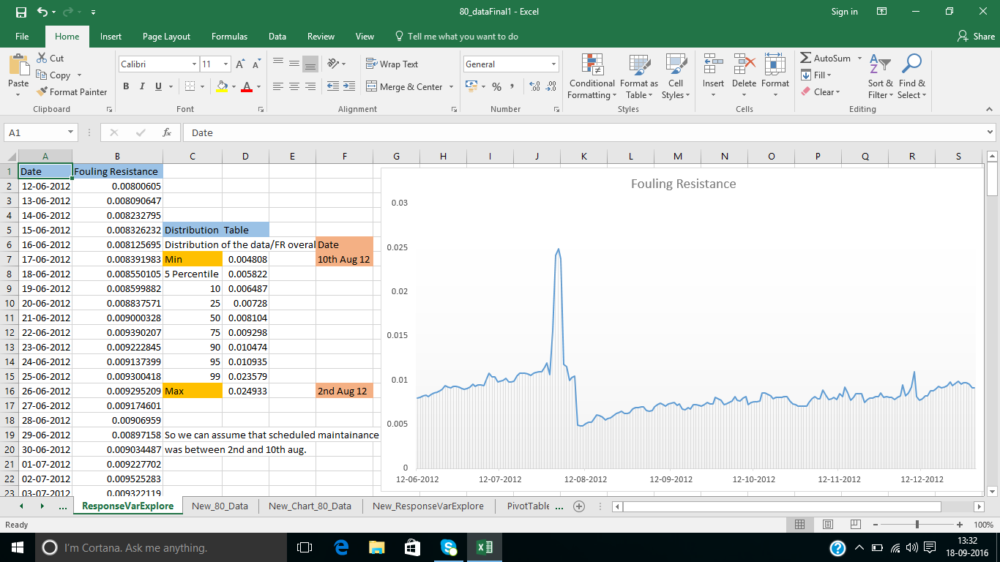 80_dataFinal1 - Excel
Sign in
File Home Insert Page Layout Formulas Data Review View Tell me what you want to do Share
Paste
Cut
Copy
Format Painter
Clipboard
Calibri 11 A A
B I U A
Font
Wrap Text
Merge & Center
Alignment
General
% ,
.0 .00
.00 .0
Number
Conditional Formatting
Format as Table
Cell Styles
Styles
Insert Delete Format
Cells
AutoSum
Fill
Clear
Sort & Filter
Find & Select
Editing
A1 fx Date
A B C D E F G H I J K L M N O P Q R S
1 Date Fouling Resistance
2 12-06-2012 0.00800605
3 13-06-2012 0.008090647
4 14-06-2012 0.008232795
5 15-06-2012 0.008326232 Distribution Table
6 16-06-2012 0.008125695 Distribution of the data/FR overal Date
7 17-06-2012 0.008391983 Min 0.004808 10th Aug 12
8 18-06-2012 0.008550105 5 Percentile 0.005822
9 19-06-2012 0.008599882 10 0.006487
10 20-06-2012 0.008837571 25 0.00728
11 21-06-2012 0.009000328 50 0.008104
12 22-06-2012 0.009390207 75 0.009298
13 23-06-2012 0.009222845 90 0.010474
14 24-06-2012 0.009137399 95 0.010935
15 25-06-2012 0.009300418 99 0.023579
16 26-06-2012 0.009295209 Max 0.024933 2nd Aug 12
17 27-06-2012 0.009174601
18 28-06-2012 0.00906959
19 29-06-2012 0.00897158 So we can assume that scheduled maintainance
20 30-06-2012 0.009034487 was between 2nd and 10th aug.
21 01-07-2012 0.009227702
22 02-07-2012 0.009525283
23 03-07-2012 0.009322119
Fouling Resistance
0.03
0.025
0.02
0.015
0.01
0.005
0
12-06-2012 12-07-2012 12-08-2012 12-09-2012 12-10-2012 12-11-2012 12-12-2012
... ResponseVarExplore New_80_Data New_Chart_80_Data New_ResponseVarExplore PivotTable ...
Ready
100%
I'm Cortana. Ask me anything.
13:32
18-09-2016